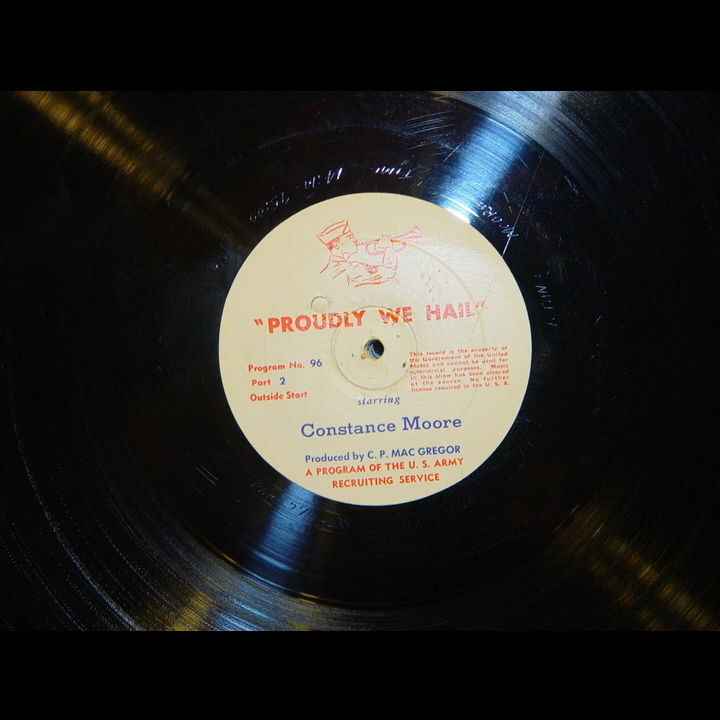 "PROUDLY WE HAIL"
Program No. 96
Part 2
Outside Start
This record is the property of
the Government of the United
States and cannot be used for
commercial purposes. Music
in this show has been cleared
at the source. No further
license required in the U. S. A.
starring
Constance Moore
Produced by C. P. MAC GREGOR
A PROGRAM OF THE U. S. ARMY
RECRUITING SERVICE